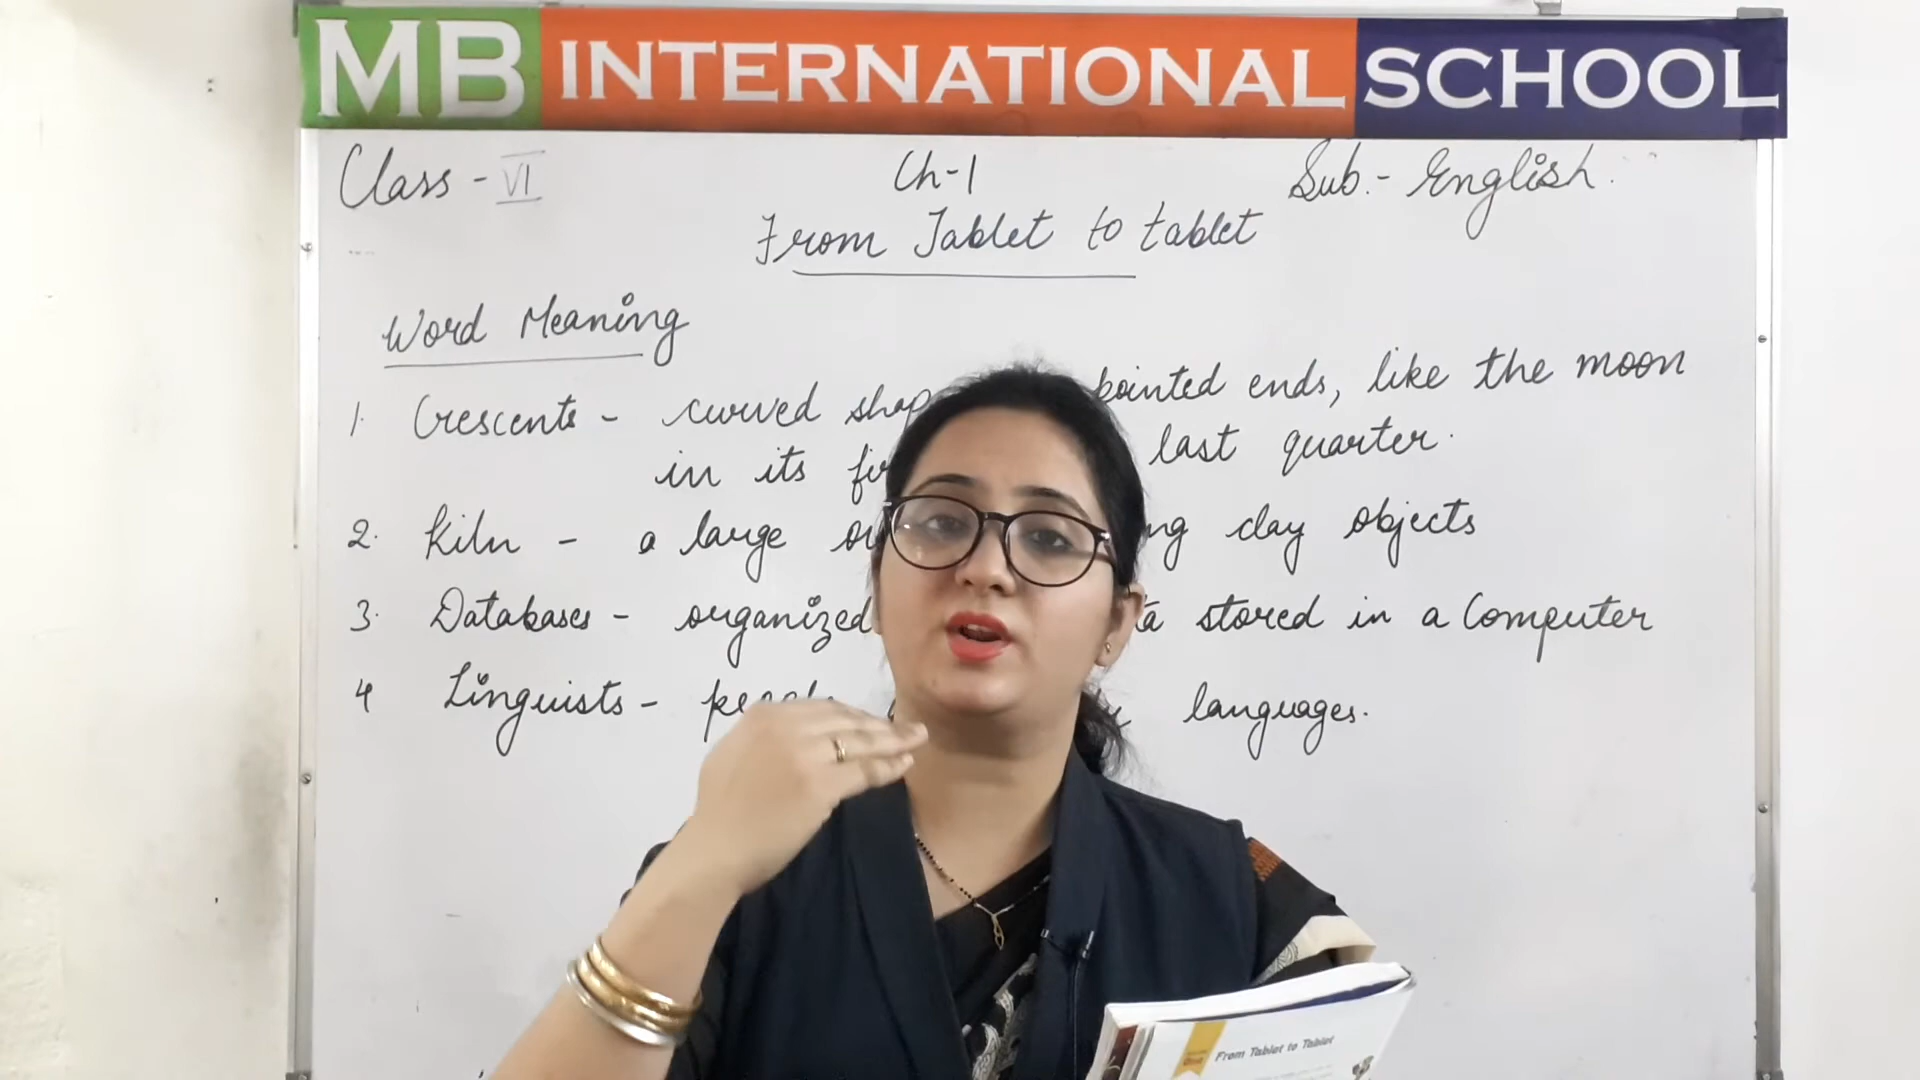 MB INTERNATIONAL SCHOOL
Class - VI Ch-1 Sub.- English
From Tablet to tablet
Word Meaning
1. Crescents - curved shap pointed ends, like the moon
in its last quarter.
2. Kiln - a large clay objects
3. Databases - organized stored in a Computer
4 Linguists - languages.
From Tablet to Tablet